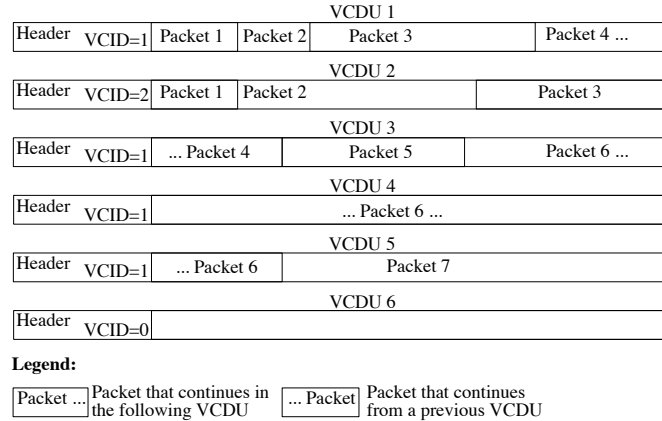 VCDU 1
Header VCID=1 Packet 1 Packet 2 Packet 3 Packet 4 ...
VCDU 2
Header VCID=2 Packet 1 Packet 2 Packet 3
VCDU 3
Header VCID=1 ... Packet 4 Packet 5 Packet 6 ...
VCDU 4
Header VCID=1 ... Packet 6 ...
VCDU 5
Header VCID=1 ... Packet 6 Packet 7
VCDU 6
Header VCID=0
Legend:
Packet ... Packet that continues in the following VCDU
... Packet Packet that continues from a previous VCDU